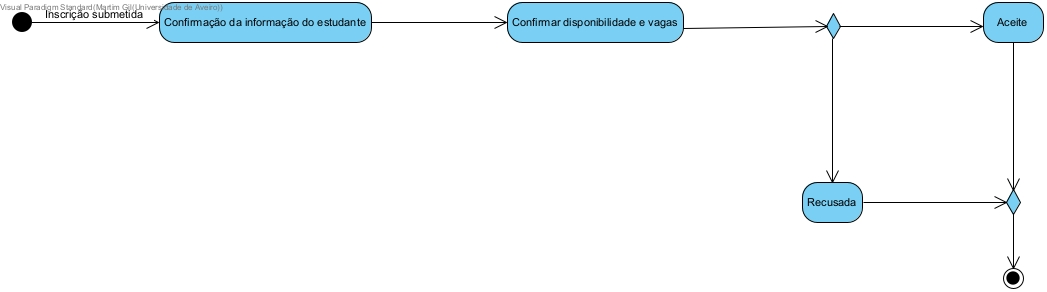 Visual Paradigm Standard(Martim Gil(Universidade de Aveiro))
Inscrição submetida
Confirmação da informação do estudante
Confirmar disponibilidade e vagas
Aceite
Recusada